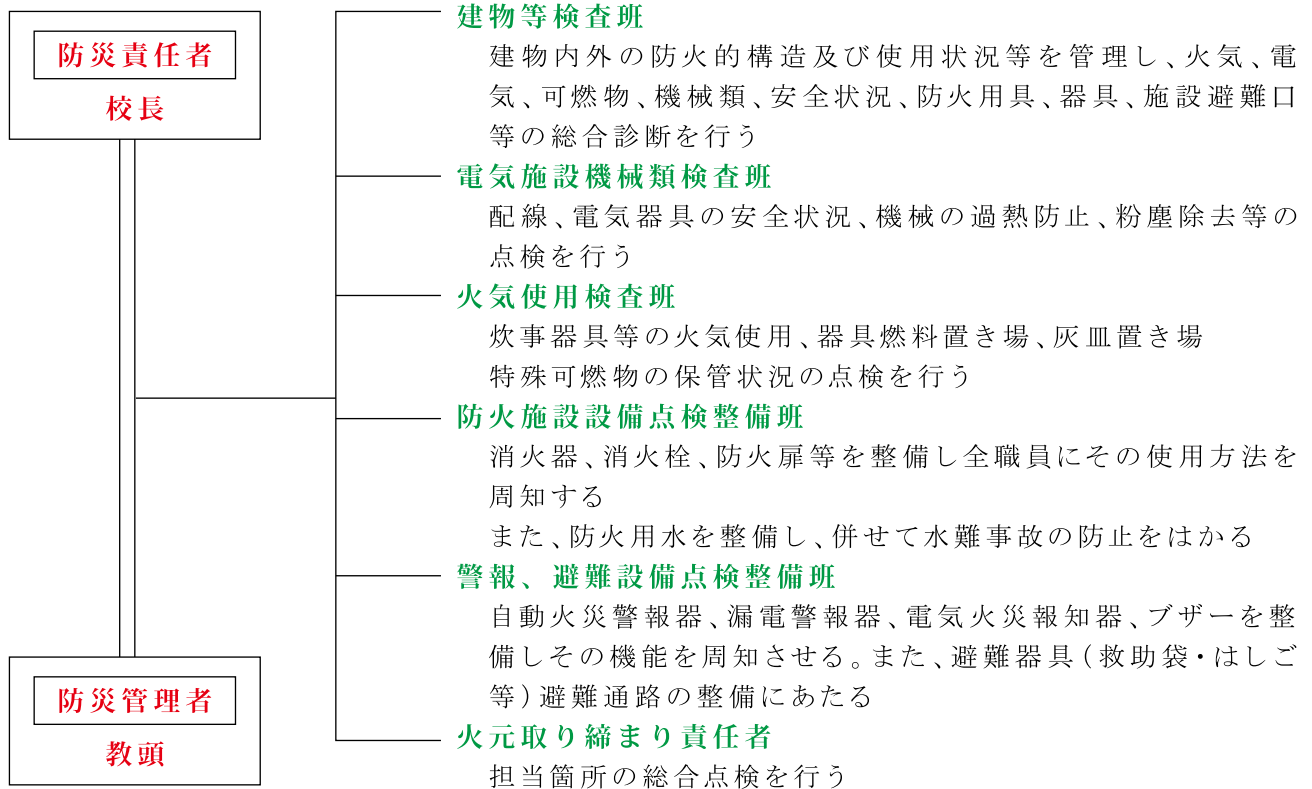 防災責任者
校長
建物等検査班
建物内外の防火的構造及び使用状況等を管理し、火気、電
気、可燃物、機械類、安全状況、防火用具、器具、施設避難口
等の総合診断を行う
電気施設機械類検査班
配線、電気器具の安全状況、機械の過熱防止、粉塵除去等の
点検を行う
火気使用検査班
炊事器具等の火気使用、器具燃料置き場、灰皿置き場
特殊可燃物の保管状況の点検を行う
防火施設設備点検整備班
消火器、消火栓、防火扉等を整備し全職員にその使用方法を
周知する
また、防火用水を整備し、併せて水難事故の防止をはかる
警報、避難設備点検整備班
自動火災警報器、漏電警報器、電気火災報知器、ブザーを整
備しその機能を周知させる。また、避難器具(救助袋・はしご
等)避難通路の整備にあたる
火元取り締まり責任者
担当箇所の総合点検を行う
防災管理者
教頭